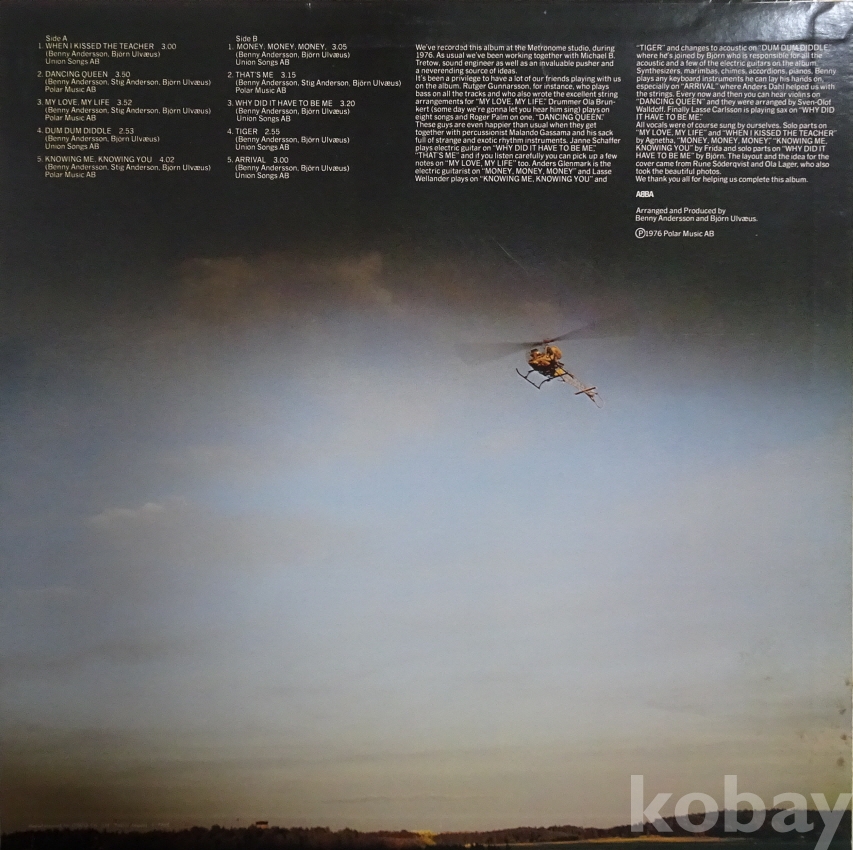 Side A
1. WHEN I KISSED THE TEACHER 3.00
(Benny Andersson, Björn Ulvæus)
Union Songs AB
2. DANCING QUEEN 3.50
(Benny Andersson, Stig Anderson, Björn Ulvæus)
Polar Music AB
3. MY LOVE, MY LIFE 3.52
(Benny Andersson, Stig Anderson, Björn Ulvæus)
Polar Music AB
4. DUM DUM DIDDLE 2.53
(Benny Andersson, Björn Ulvæus)
Union Songs AB
5. KNOWING ME, KNOWING YOU 4.02
(Benny Andersson, Stig Anderson, Björn Ulvæus)
Polar Music AB
Side B
1. MONEY, MONEY, MONEY, 3.05
(Benny Andersson, Björn Ulvæus)
Union Songs AB
2. THAT'S ME 3.15
(Benny Andersson, Stig Anderson, Björn Ulvæus)
Polar Music AB
3. WHY DID IT HAVE TO BE ME 3.20
(Benny Andersson, Björn Ulvæus)
Union Songs AB
4. TIGER 2.55
(Benny Andersson, Björn Ulvæus)
Union Songs AB
5. ARRIVAL 3.00
(Benny Andersson, Björn Ulvæus)
Union Songs AB
We've recorded this album at the Metronome studio, during
1976. As usual we've been working together with Michael B.
Tretow, sound engineer as well as an invaluable pusher and
a neverending source of ideas.
It's been a privilege to have a lot of our friends playing with us
on the album. Rutger Gunnarsson, for instance, who plays
bass on all the tracks and who also wrote the excellent string
arrangements for "MY LOVE, MY LIFE" Drummer Ola Brun-
kert (some day we're gonna let you hear him sing) plays on
eight songs and Roger Palm on one, "DANCING QUEEN."
These guys are even happier than usual when they get
together with percussionist Malando Gassama and his sack
full of strange and exotic rhythm instruments. Janne Schaffer
plays electric guitar on "WHY DID IT HAVE TO BE ME,"
"THAT'S ME" and if you listen carefully you can pick up a few
notes on "MY LOVE, MY LIFE" too. Anders Glenmark is the
electric guitarist on "MONEY, MONEY, MONEY" and Lasse
Wellander plays on "KNOWING ME, KNOWING YOU" and
"TIGER" and changes to acoustic on "DUM DUM DIDDLE,"
where he's joined by Björn who is responsible for all the
acoustic and a few of the electric guitars on the album.
Synthesizers, marimbas, chimes, accordions, pianos, Benny
plays any keyboard instruments he can lay his hands on,
especially on "ARRIVAL" where Anders Dahl helped us with
the strings. Every now and then you can hear violins on
"DANCING QUEEN" and they were arranged by Sven-Olof
Walldoff. Finally Lasse Carlsson is playing sax on "WHY DID
IT HAVE TO BE ME."
All vocals were of course sung by ourselves. Solo parts on
"MY LOVE, MY LIFE" and "WHEN I KISSED THE TEACHER"
by Agnetha, "MONEY, MONEY, MONEY," "KNOWING ME,
KNOWING YOU" by Frida and solo parts on "WHY DID IT
HAVE TO BE ME" by Björn. The layout and the idea for the
cover came from Rune Söderqvist and Ola Lager, who also
took the beautiful photos.
We thank you all for helping us complete this album.
ABBA
Arranged and Produced by
Benny Andersson and Björn Ulvæus.
Ⓟ1976 Polar Music AB
kobay